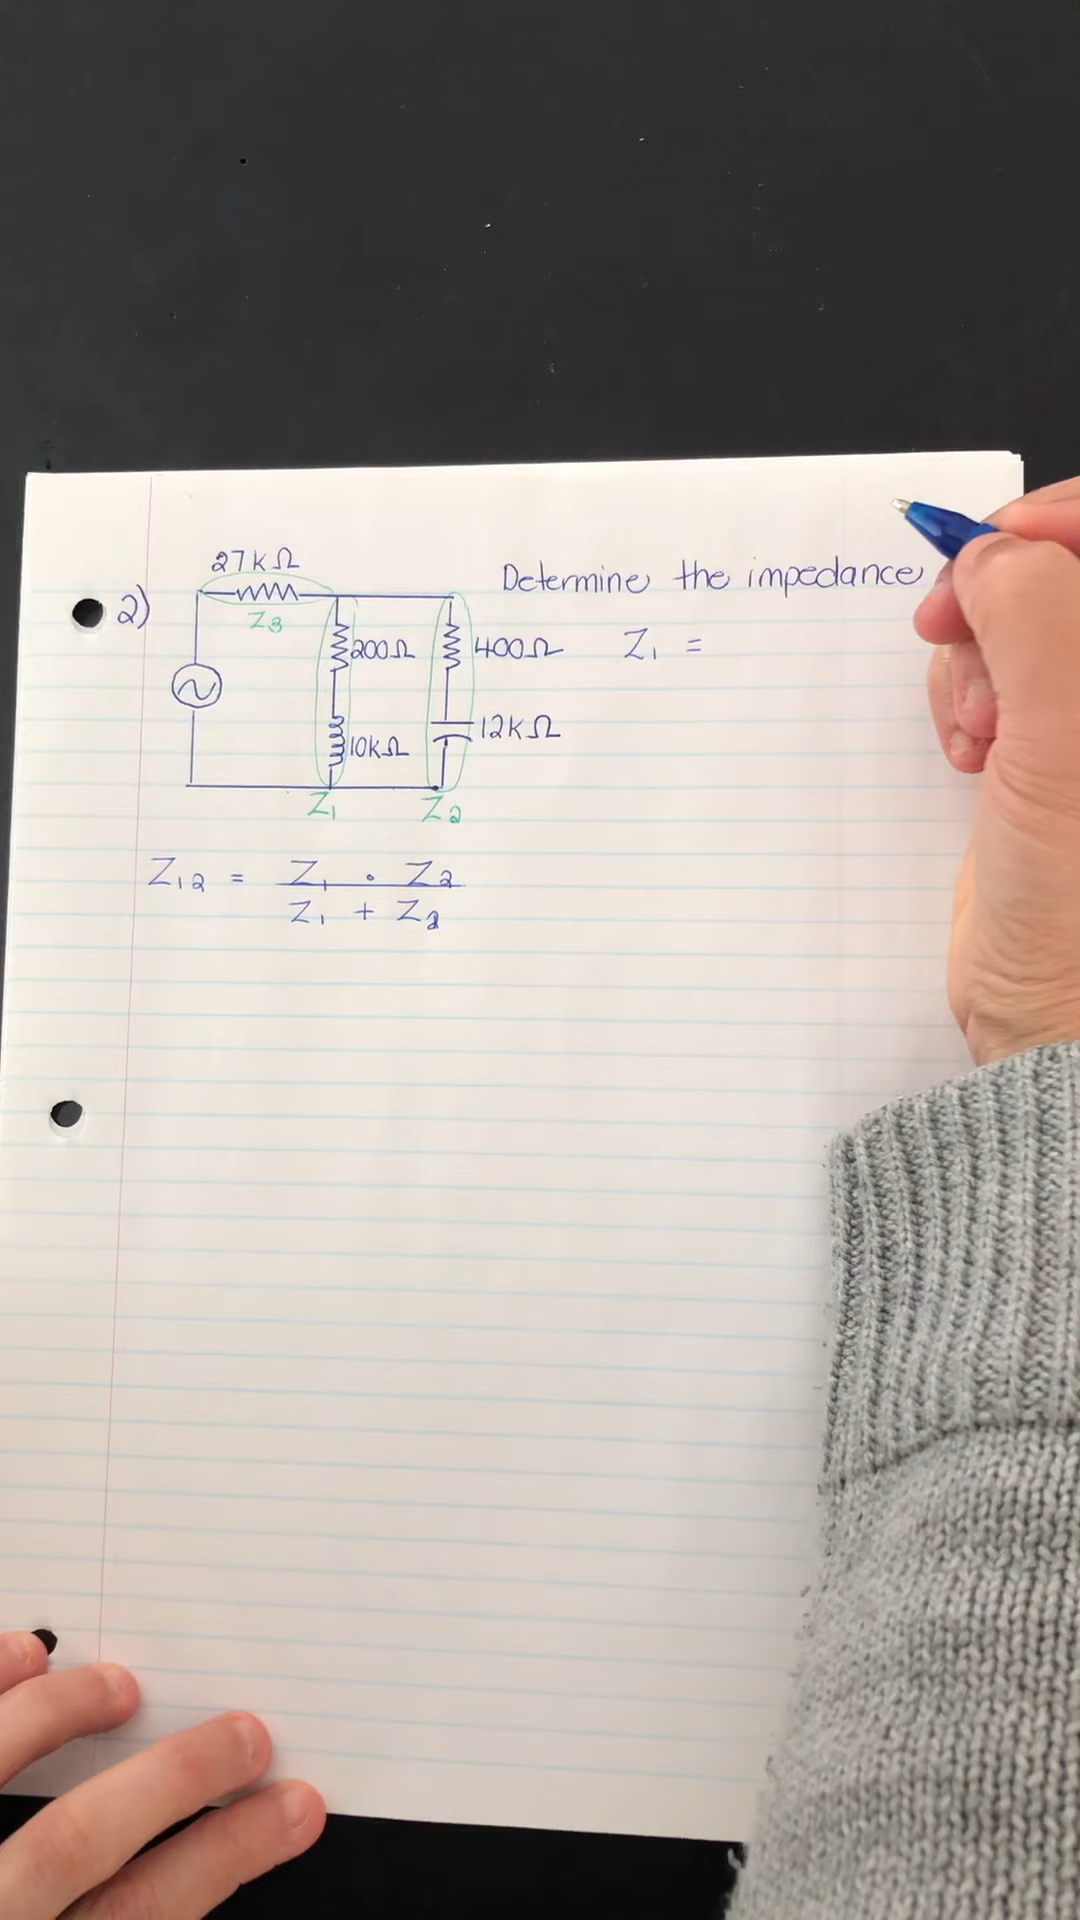 2)
27kΩ
Z3
200Ω
10kΩ
Z1
400Ω
12kΩ
Z2
Determine the impedance
Z1 =
Z12 = Z1 · Z2
Z1 + Z2